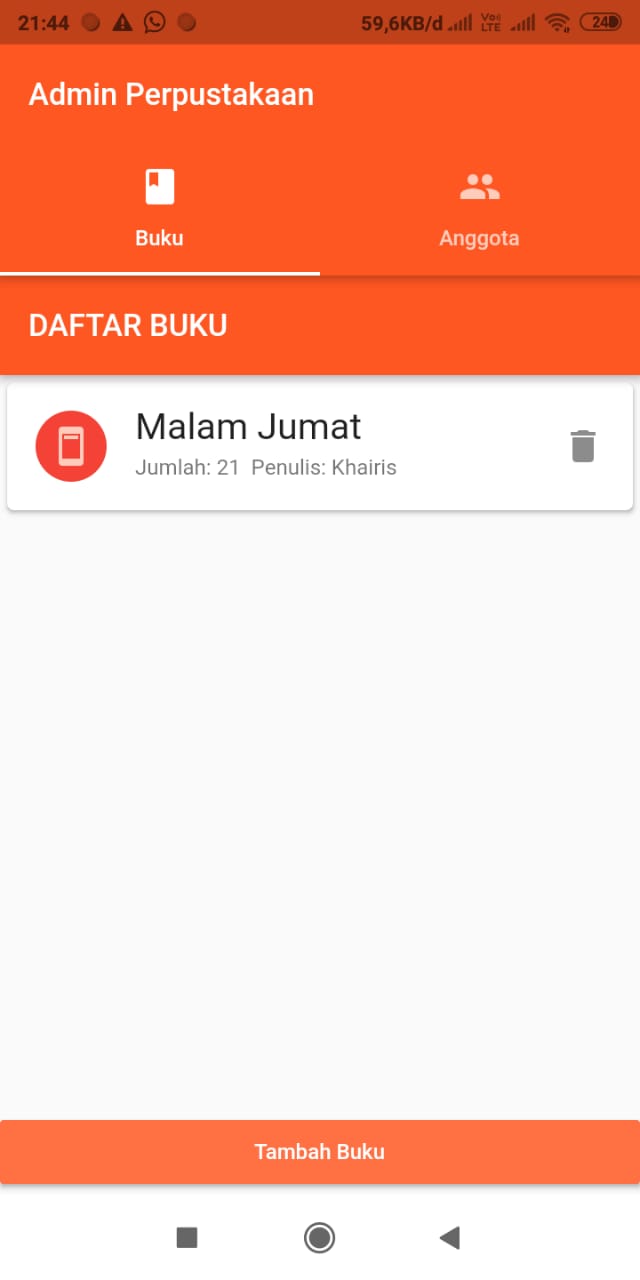 21:44 59,6KB/d Vo LTE 24
Admin Perpustakaan
Buku Anggota
DAFTAR BUKU
Malam Jumat
Jumlah: 21 Penulis: Khairis
Tambah Buku